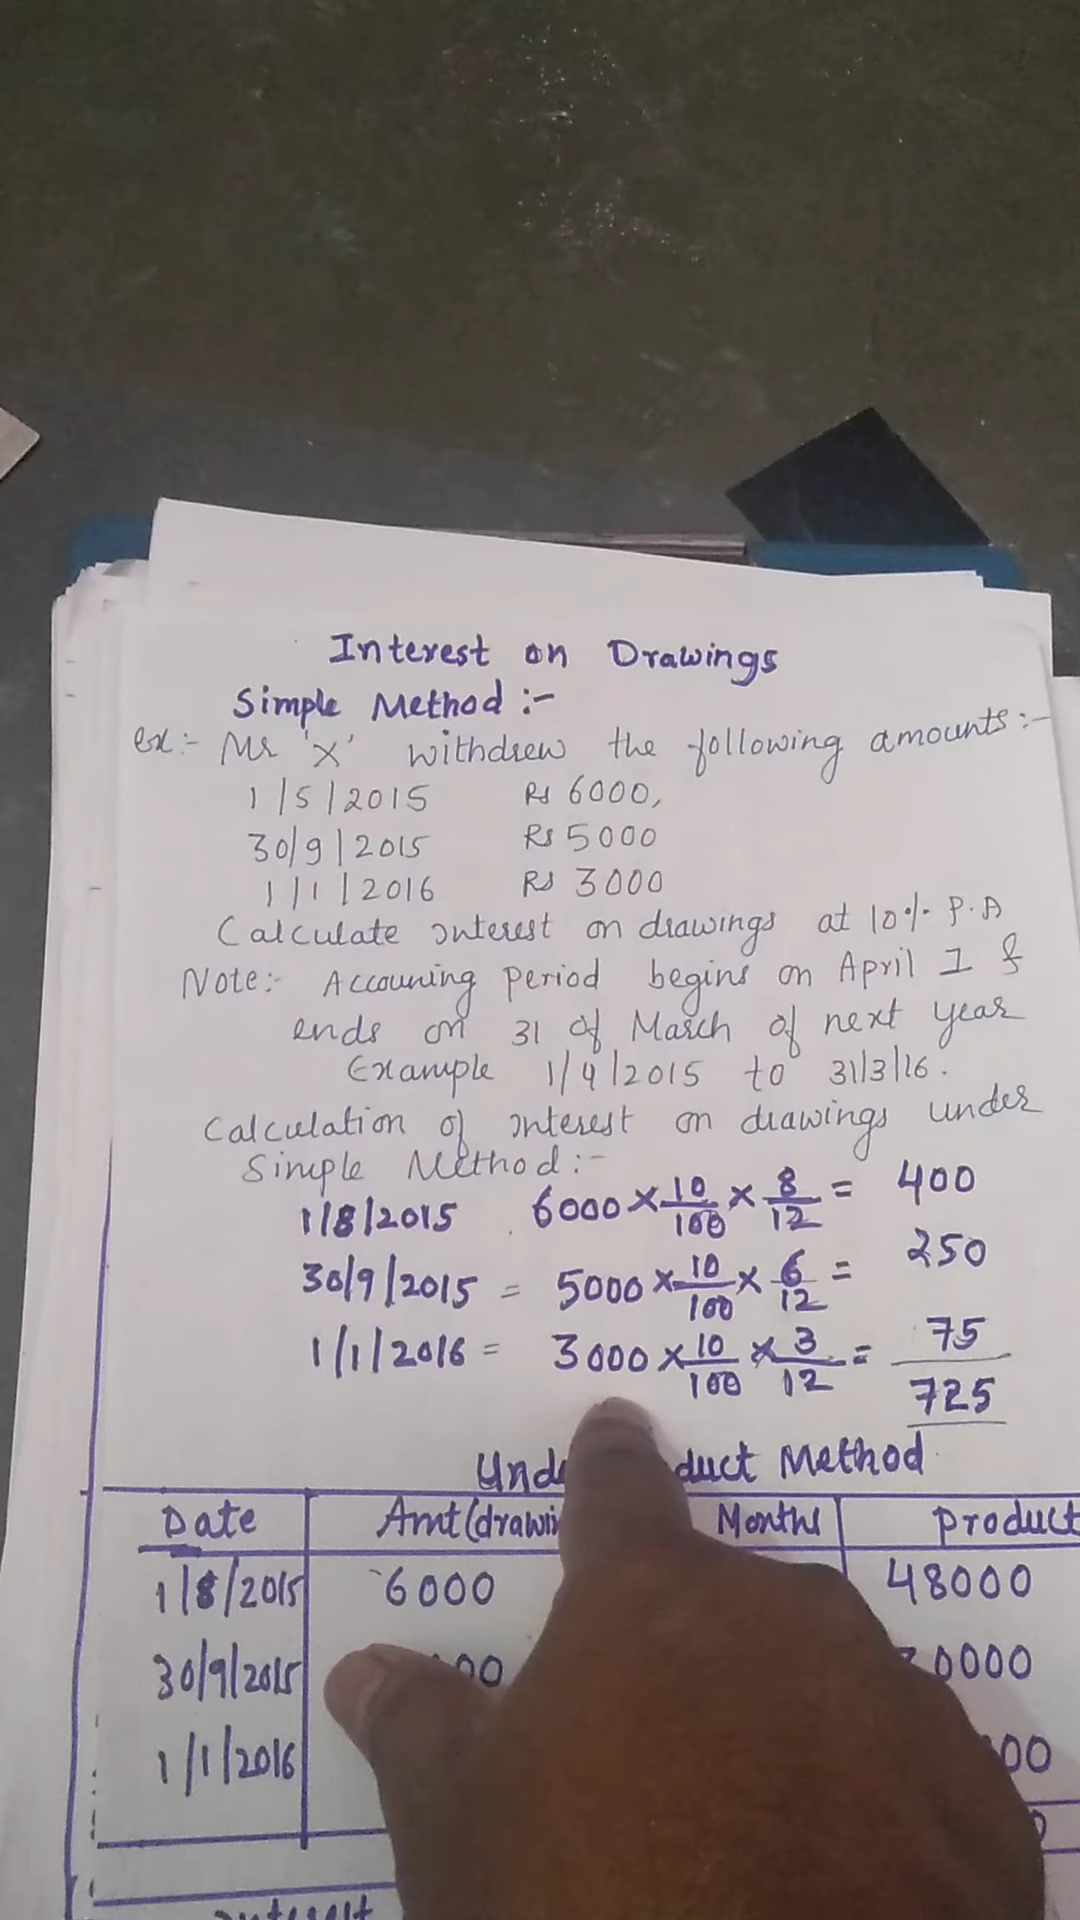 Interest on Drawings
Simple Method :-
ex:- Mr 'X' withdrew the following amounts:-
1/5/2015 Rs 6000,
30/9/2015 Rs 5000
1/1/2016 Rs 3000
Calculate interest on drawings at 10% P.A
Note:- Accouning period begins on April 1 &
ends on 31 of March of next year
Example 1/4/2015 to 31/3/16.
Calculation of interest on drawings under
Simple Method:-
1/8/2015 6000 × 10/100 × 8/12 = 400
30/9/2015 = 5000 × 10/100 × 6/12 = 250
1/1/2016 = 3000 × 10/100 × 3/12 = 75
725
Method
Date Amt Months Product
1/8/2015 6000 48000
30/9/2015
1/1/2016